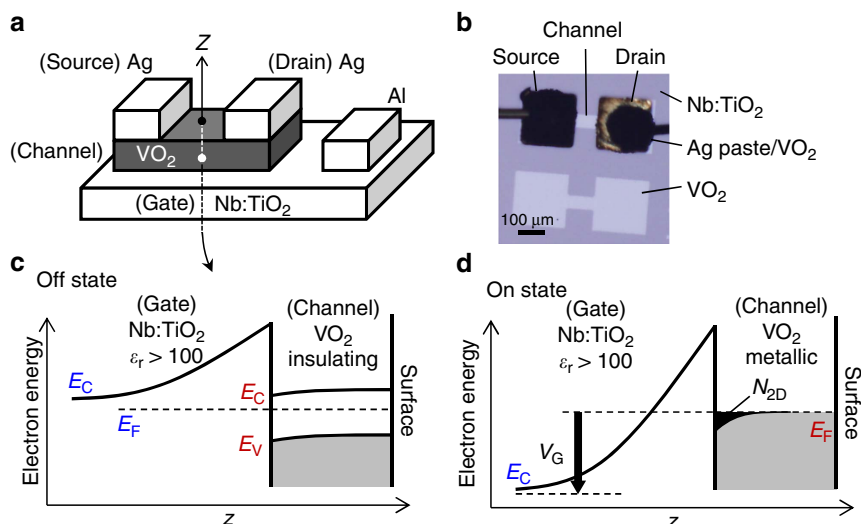 a
Z
(Source) Ag
(Drain) Ag
Al
(Channel)
VO2
(Gate) Nb:TiO2
b
Channel
Source
Drain
Nb:TiO2
Ag paste/VO2
VO2
100 μm
c
Off state
(Gate)
Nb:TiO2
εr > 100
(Channel)
VO2
insulating
EC
EF
EC
EV
Surface
Electron energy
z
d
On state
(Gate)
Nb:TiO2
εr > 100
(Channel)
VO2
metallic
N2D
VG
EC
EF
Surface
Electron energy
z